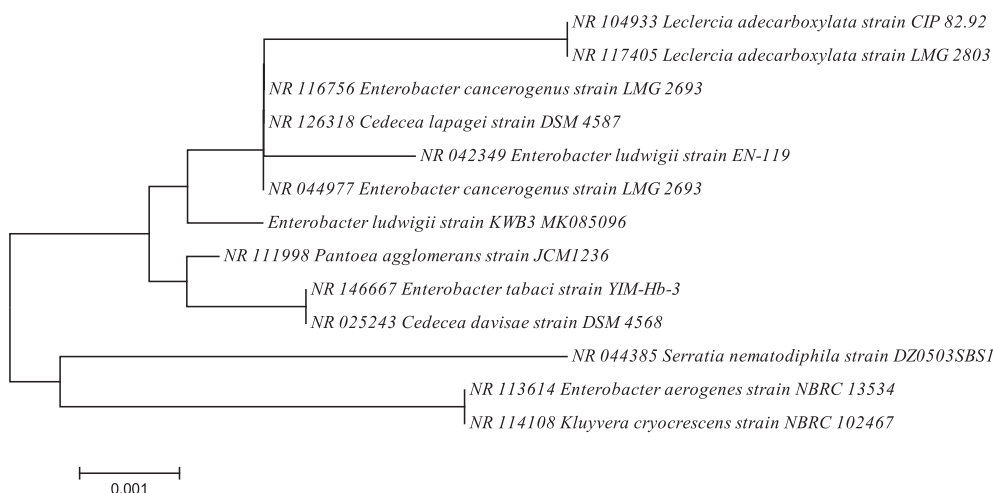 NR 104933 Leclercia adecarboxylata strain CIP 82.92
NR 117405 Leclercia adecarboxylata strain LMG 2803
NR 116756 Enterobacter cancerogenus strain LMG 2693
NR 126318 Cedecea lapagei strain DSM 4587
NR 042349 Enterobacter ludwigii strain EN-119
NR 044977 Enterobacter cancerogenus strain LMG 2693
Enterobacter ludwigii strain KWB3 MK085096
NR 111998 Pantoea agglomerans strain JCM1236
NR 146667 Enterobacter tabaci strain YIM-Hb-3
NR 025243 Cedecea davisae strain DSM 4568
NR 044385 Serratia nematodiphila strain DZ0503SBS1
NR 113614 Enterobacter aerogenes strain NBRC 13534
NR 114108 Kluyvera cryocrescens strain NBRC 102467
0.001